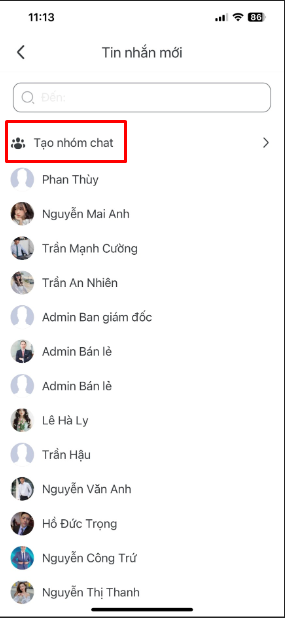 11:13
86
Tin nhắn mới
Đến:
Tạo nhóm chat
Phan Thùy
Nguyễn Mai Anh
Trần Mạnh Cường
Trần An Nhiên
Admin Ban giám đốc
Admin Bán lẻ
Admin Bán lẻ
Lê Hà Ly
Trần Hậu
Nguyễn Văn Anh
Hồ Đức Trọng
Nguyễn Công Trứ
Nguyễn Thị Thanh